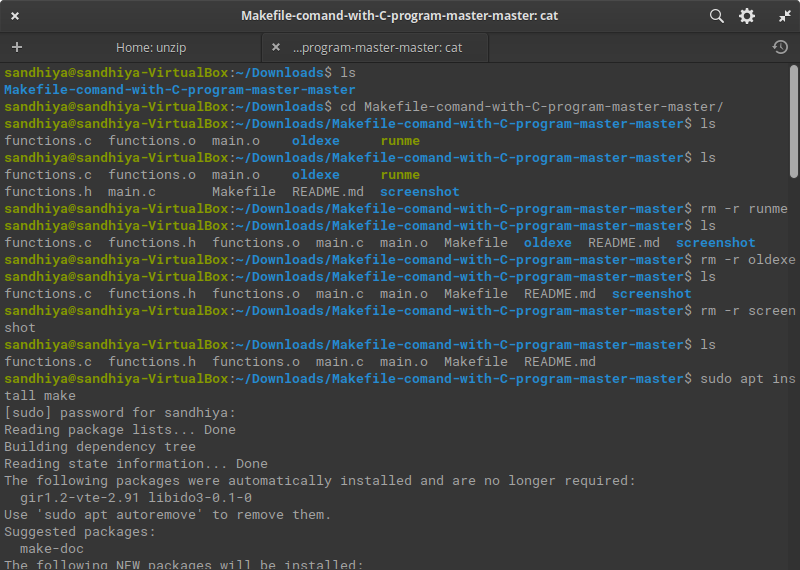 Makefile-comand-with-C-program-master-master: cat
Home: unzip
...program-master-master: cat
sandhiya@sandhiya-VirtualBox:~/Downloads$ ls
Makefile-comand-with-C-program-master-master
sandhiya@sandhiya-VirtualBox:~/Downloads$ cd Makefile-comand-with-C-program-master-master/
sandhiya@sandhiya-VirtualBox:~/Downloads/Makefile-comand-with-C-program-master-master$ ls
functions.c  functions.o  main.o    oldexe     runme
sandhiya@sandhiya-VirtualBox:~/Downloads/Makefile-comand-with-C-program-master-master$ ls
functions.c  functions.o  main.o    oldexe     runme
functions.h  main.c       Makefile  README.md  screenshot
sandhiya@sandhiya-VirtualBox:~/Downloads/Makefile-comand-with-C-program-master-master$ rm -r runme
sandhiya@sandhiya-VirtualBox:~/Downloads/Makefile-comand-with-C-program-master-master$ ls
functions.c  functions.h  functions.o  main.c  main.o  Makefile  oldexe  README.md  screenshot
sandhiya@sandhiya-VirtualBox:~/Downloads/Makefile-comand-with-C-program-master-master$ rm -r oldexe
sandhiya@sandhiya-VirtualBox:~/Downloads/Makefile-comand-with-C-program-master-master$ ls
functions.c  functions.h  functions.o  main.c  main.o  Makefile  README.md  screenshot
sandhiya@sandhiya-VirtualBox:~/Downloads/Makefile-comand-with-C-program-master-master$ rm -r screen
shot
sandhiya@sandhiya-VirtualBox:~/Downloads/Makefile-comand-with-C-program-master-master$ ls
functions.c  functions.h  functions.o  main.c  main.o  Makefile  README.md
sandhiya@sandhiya-VirtualBox:~/Downloads/Makefile-comand-with-C-program-master-master$ sudo apt ins
tall make
[sudo] password for sandhiya:
Reading package lists... Done
Building dependency tree
Reading state information... Done
The following packages were automatically installed and are no longer required:
  gir1.2-vte-2.91 libido3-0.1-0
Use 'sudo apt autoremove' to remove them.
Suggested packages:
  make-doc
The following NEW packages will be installed: